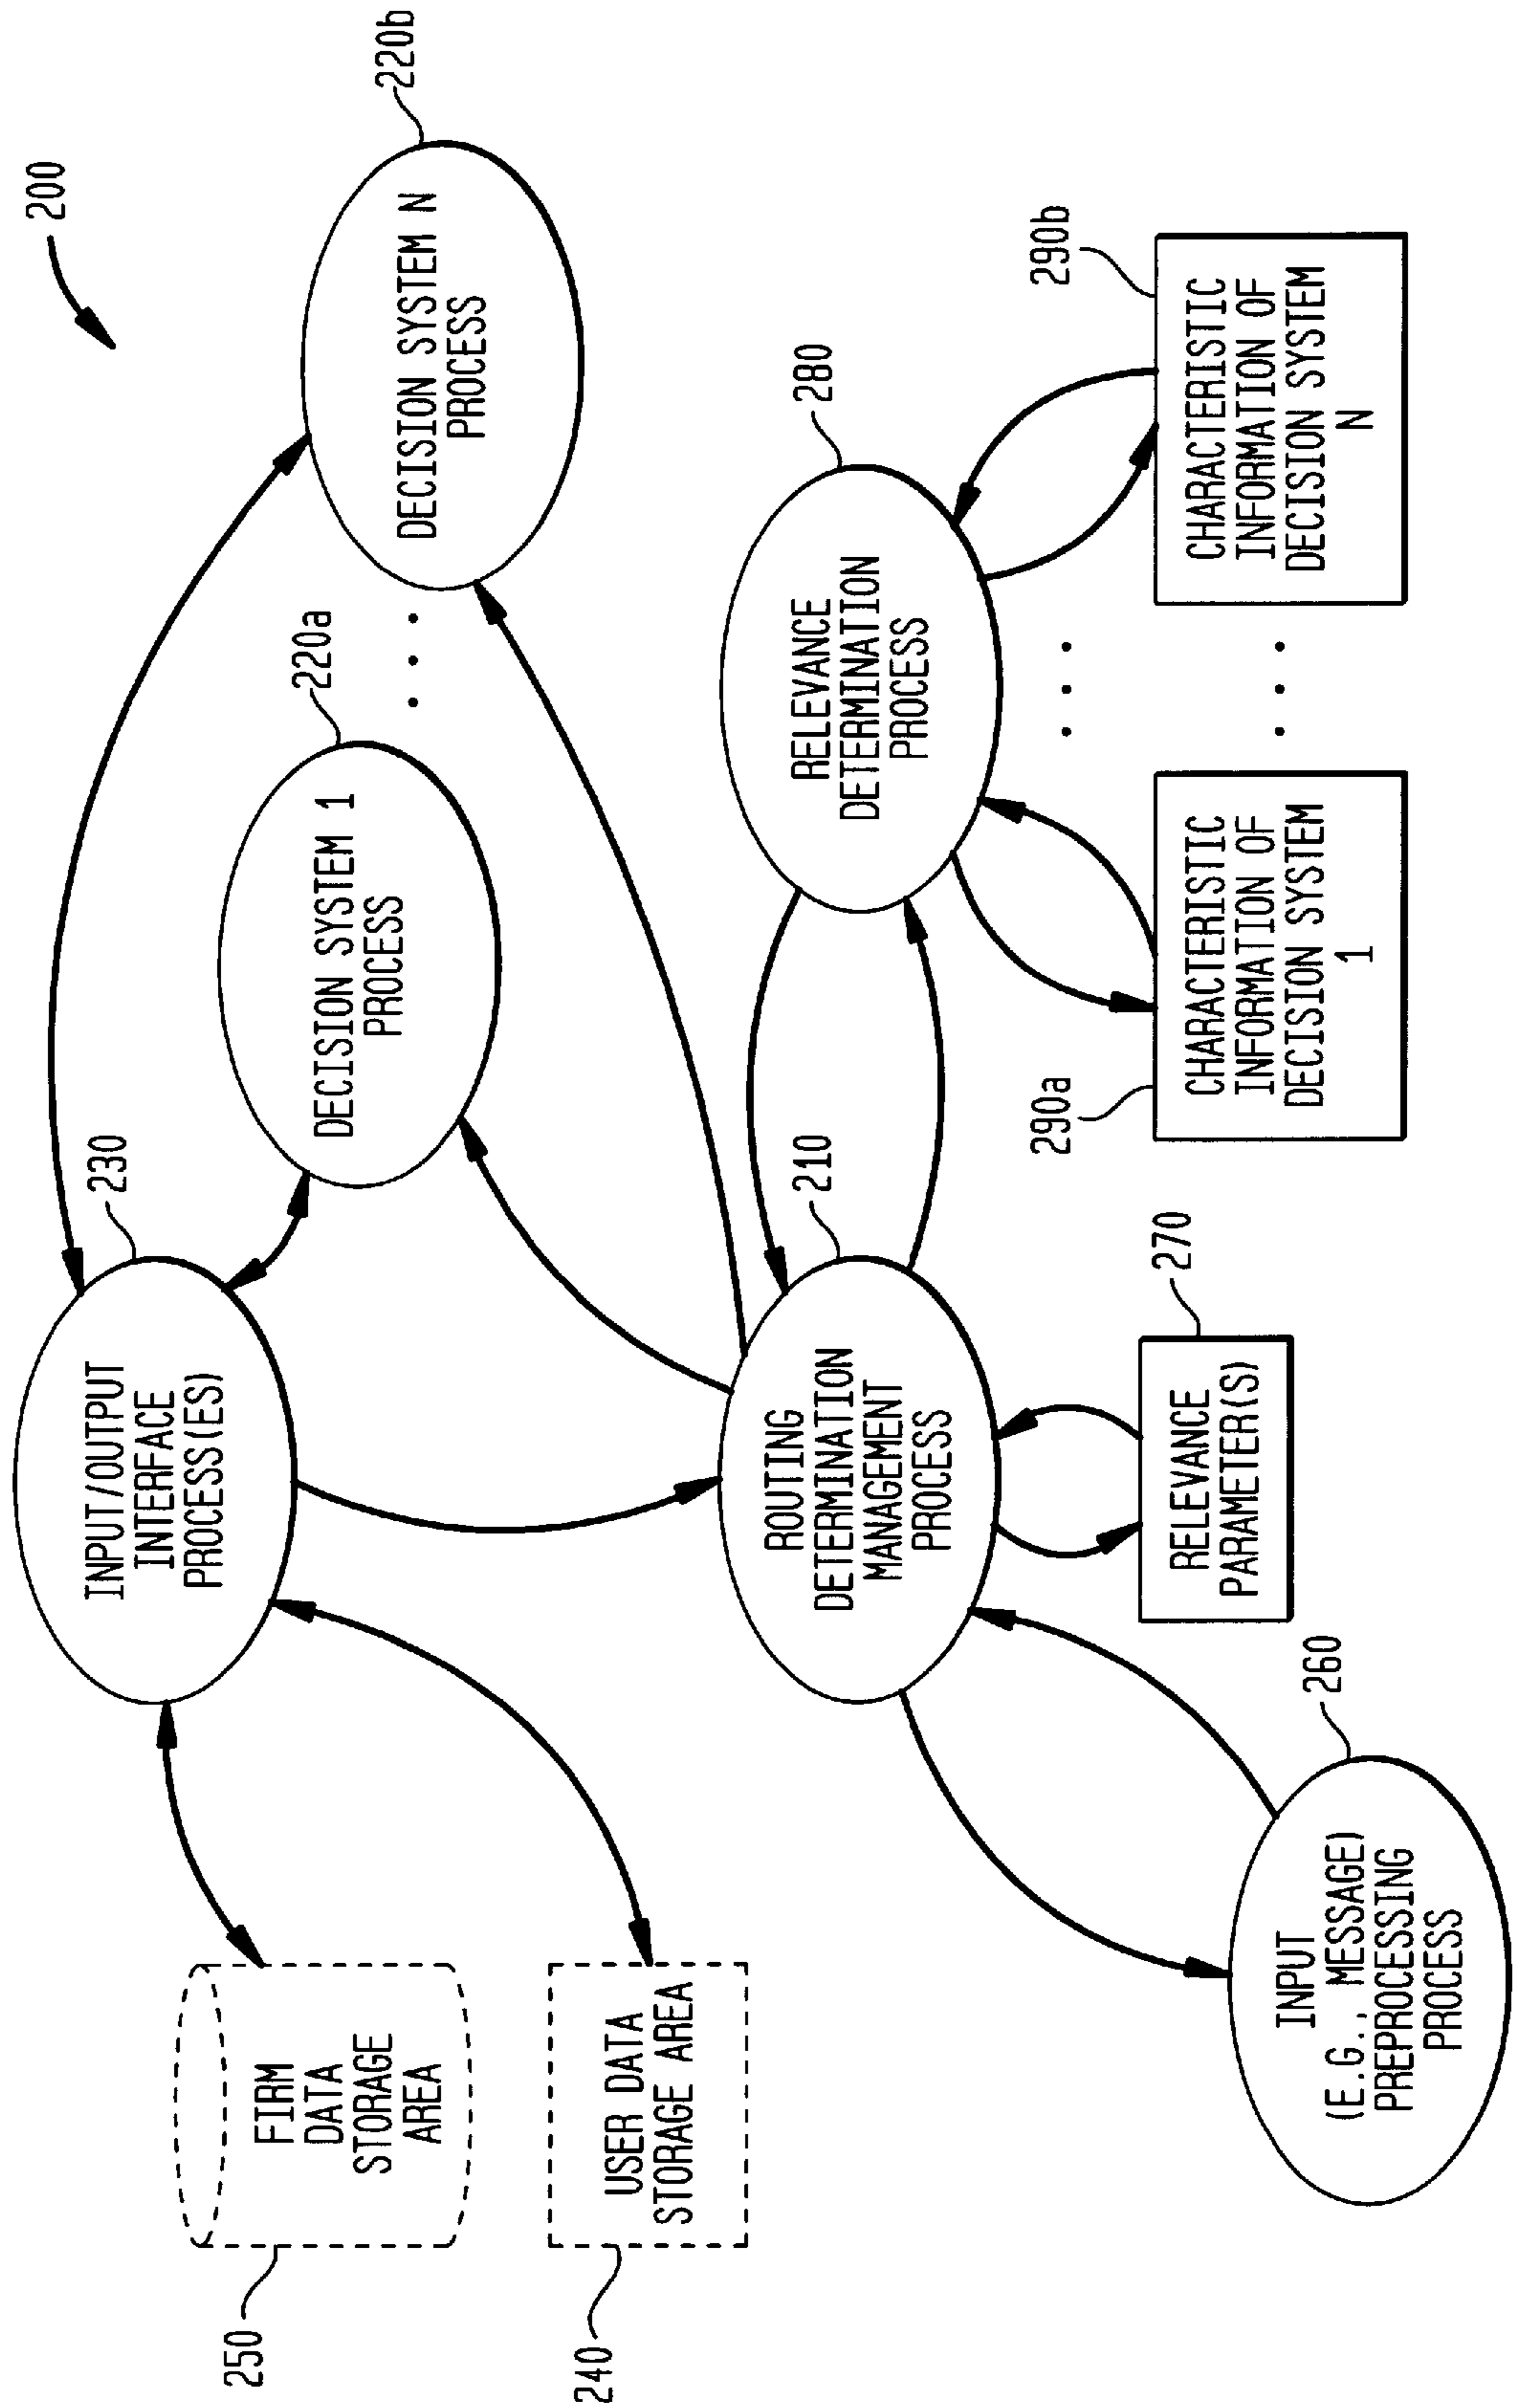 200
230
INPUT/OUTPUT
INTERFACE
PROCESS(ES)
220b
DECISION SYSTEM N
PROCESS
220a
DECISION SYSTEM 1
PROCESS
. . .
250
FIRM
DATA
STORAGE
AREA
240
USER DATA
STORAGE AREA
210
ROUTING
DETERMINATION
MANAGEMENT
PROCESS
280
RELEVANCE
DETERMINATION
PROCESS
. . .
260
INPUT
(E.G., MESSAGE)
PREPROCESSING
PROCESS
270
RELEVANCE
PARAMETER(S)
290a
CHARACTERISTIC
INFORMATION OF
DECISION SYSTEM
1
. . .
290b
CHARACTERISTIC
INFORMATION OF
DECISION SYSTEM
N